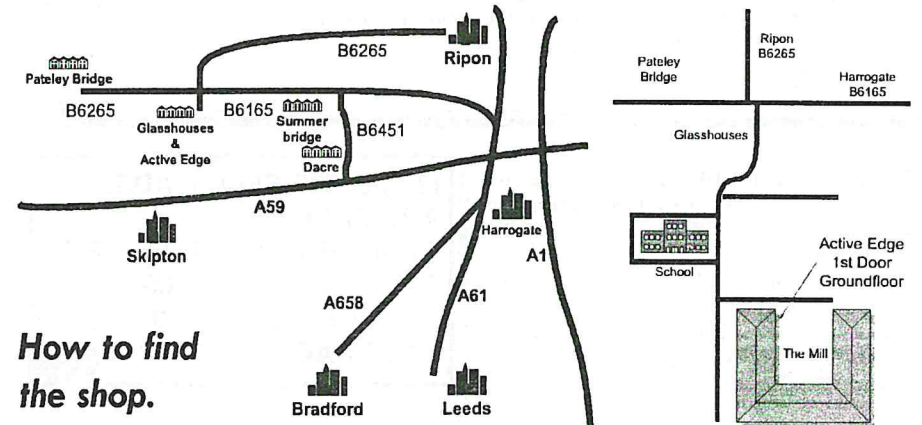 B6265
Ripon
Pateley Bridge
B6265
B6165
Glasshouses
&
Active Edge
Summer
bridge
B6451
Dacre
A59
Skipton
Harrogate
A1
A658
A61
Bradford
Leeds
How to find
the shop.
Ripon
B6265
Pateley
Bridge
Harrogate
B6165
Glasshouses
School
Active Edge
1st Door
Groundfloor
The Mill